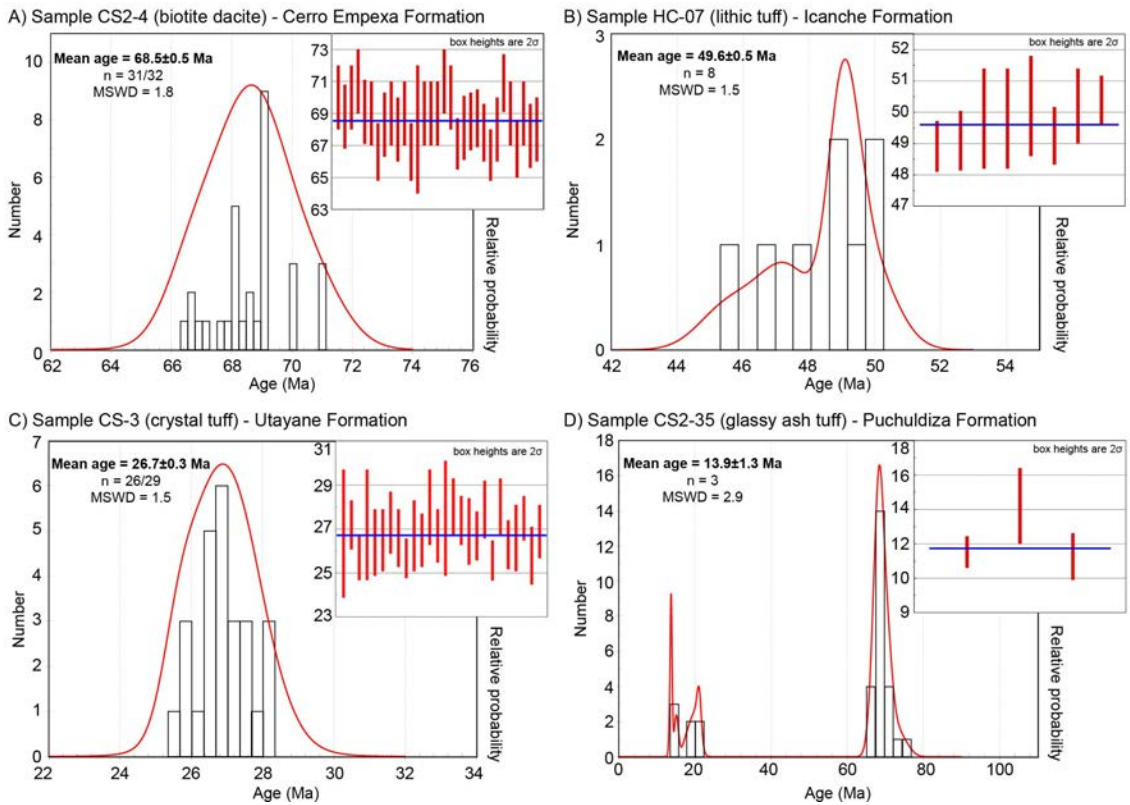 A) Sample CS2-4 (biotite dacite) - Cerro Empexa Formation
Mean age = 68.5±0.5 Ma
n = 31/32
MSWD = 1.8
box heights are 2σ
73
71
69
67
65
63
10
8
6
4
2
0
Number
Relative probability
62 64 66 68 70 72 74 76
Age (Ma)
B) Sample HC-07 (lithic tuff) - Icanche Formation
Mean age = 49.6±0.5 Ma
n = 8
MSWD = 1.5
box heights are 2σ
52
51
50
49
48
47
3
2
1
0
Number
Relative probability
42 44 46 48 50 52 54
Age (Ma)
C) Sample CS-3 (crystal tuff) - Utayane Formation
Mean age = 26.7±0.3 Ma
n = 26/29
MSWD = 1.5
box heights are 2σ
31
29
27
25
23
7
6
5
4
3
2
1
0
Number
Relative probability
22 24 26 28 30 32 34
Age (Ma)
D) Sample CS2-35 (glassy ash tuff) - Puchuldiza Formation
Mean age = 13.9±1.3 Ma
n = 3
MSWD = 2.9
box heights are 2σ
18
16
14
12
10
9
18
16
14
12
10
8
6
4
2
0
Number
Relative probability
0 20 40 60 80 100
Age (Ma)